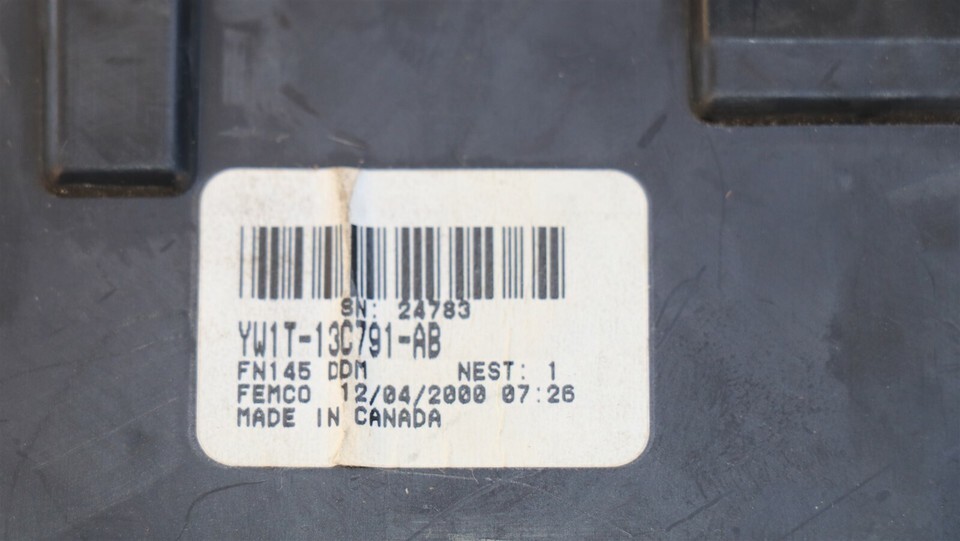 SN: 24783
YW1T-13C791-AB
FN145 DDM NEST: 1
FEMCO 12/04/2000 07:26
MADE IN CANADA